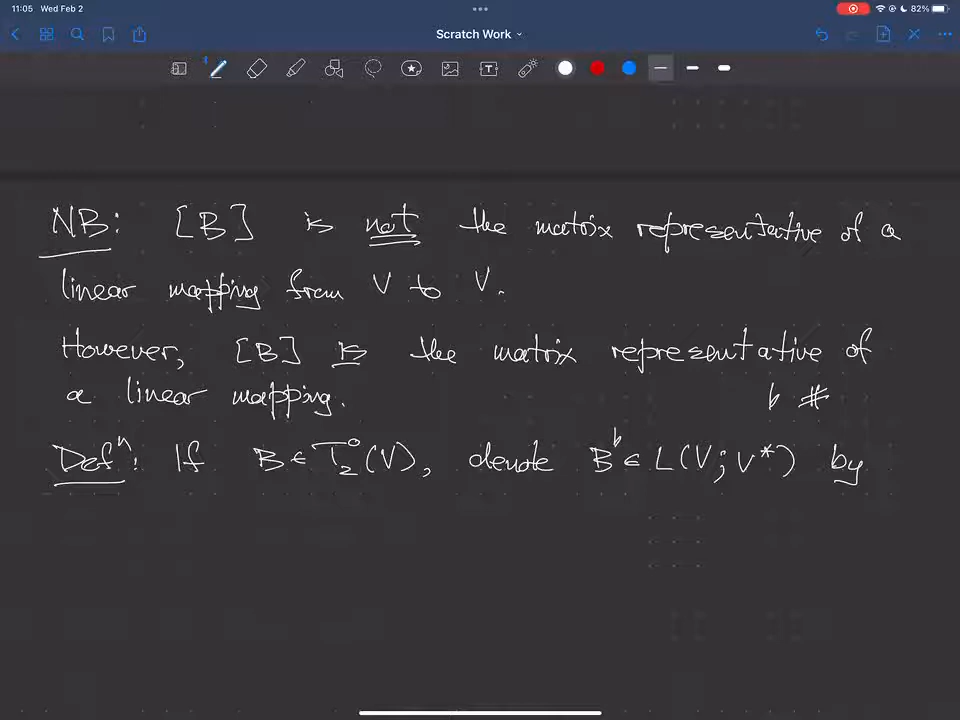 11:05 Wed Feb 2
82%
Scratch Work
NB: [B] is not the matrix representative of a
linear mapping from V to V.
However, [B] is the matrix representative of
a linear mapping. ♭ #
Defⁿ: If B ∈ T⁰₂(V), denote B♭ ∈ L(V; V*) by